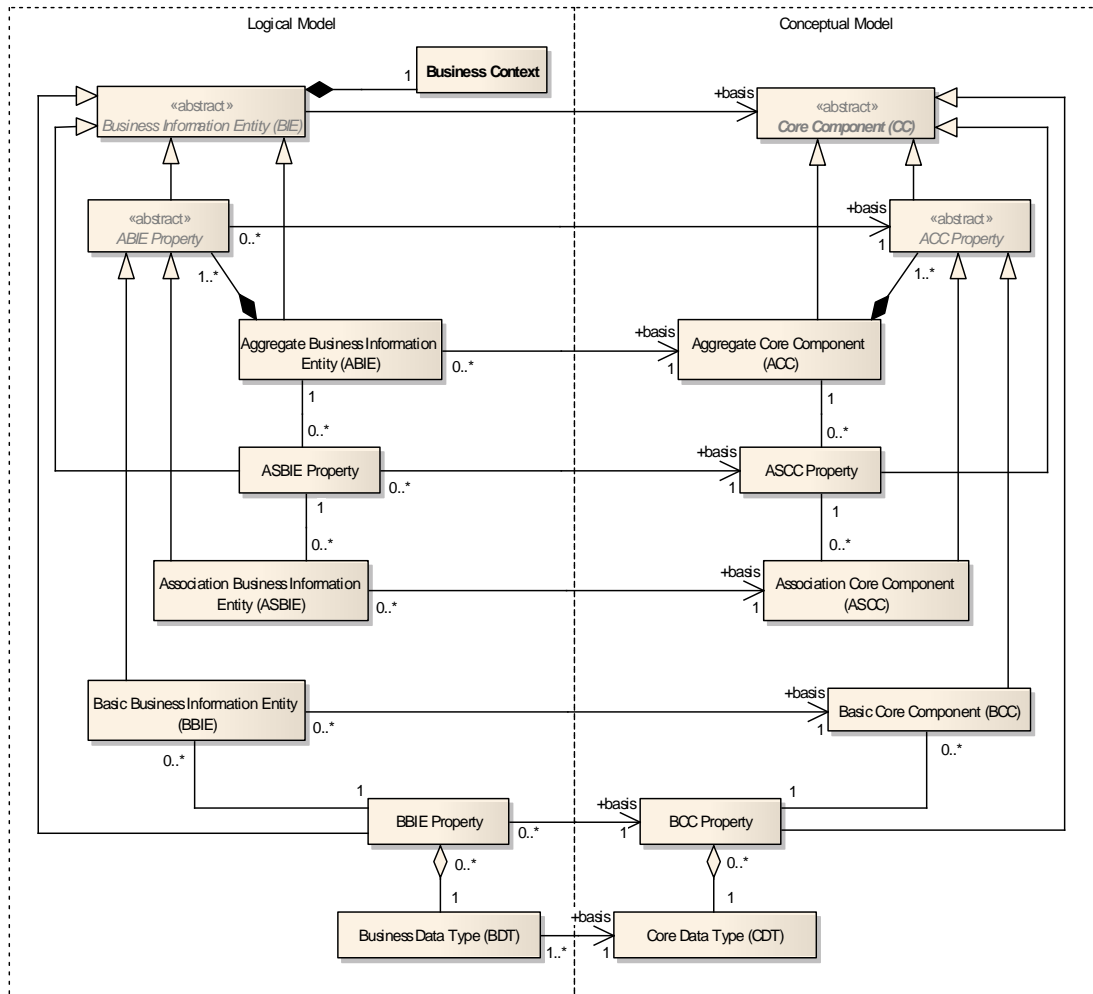 Logical Model
Conceptual Model
Business Context
1
+basis
«abstract»
Business Information Entity (BIE)
«abstract»
Core Component (CC)
«abstract»
ABIE Property
0..*
+basis
1
«abstract»
ACC Property
1..*
1..*
Aggregate Business Information
Entity (ABIE)
0..*
+basis
1
Aggregate Core Component
(ACC)
1
0..*
1
0..*
ASBIE Property
0..*
+basis
1
ASCC Property
1
0..*
1
0..*
Association Business Information
Entity (ASBIE)
0..*
+basis
1
Association Core Component
(ASCC)
Basic Business Information Entity
(BBIE)
0..*
+basis
1
Basic Core Component (BCC)
0..*
0..*
1
1
BBIE Property
0..*
+basis
1
BCC Property
0..*
1
0..*
1
Business Data Type (BDT)
1..*
+basis
1
Core Data Type (CDT)